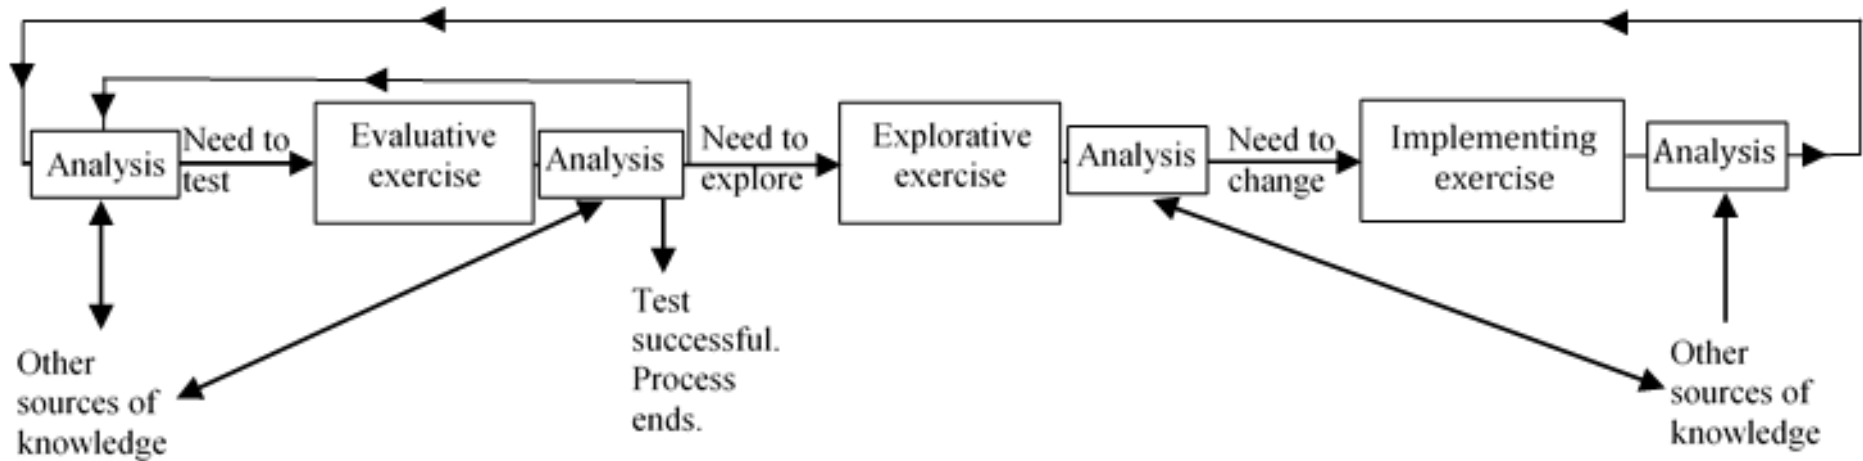 Analysis
Need to
test
Evaluative
exercise
Analysis
Need to
explore
Explorative
exercise
Analysis
Need to
change
Implementing
exercise
Analysis
Other
sources of
knowledge
Test
successful.
Process
ends.
Other
sources of
knowledge